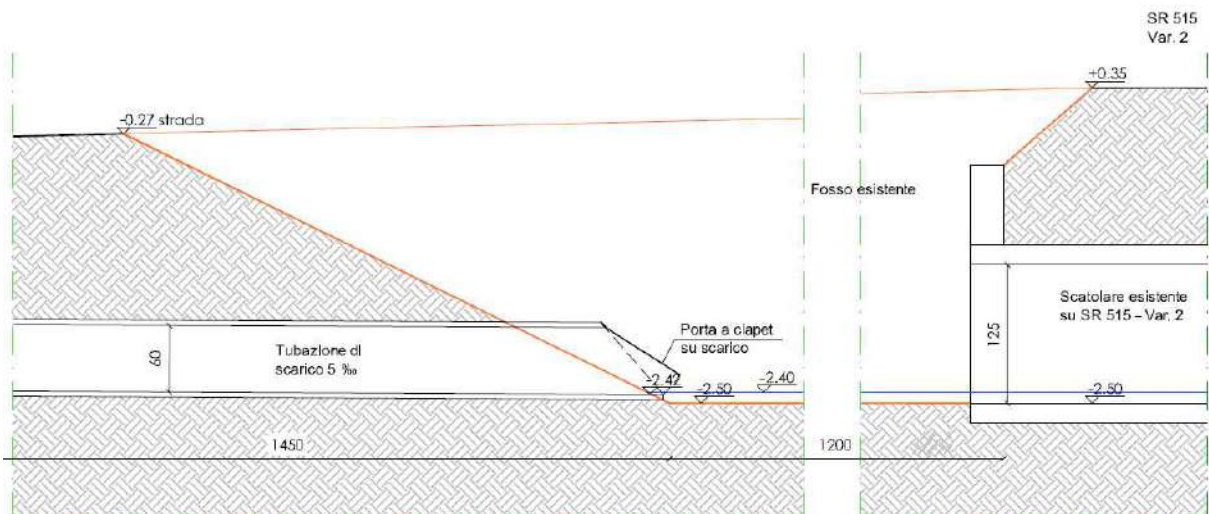 SR 515
Var. 2
+0.35
-0.27 strada
Fosso esistente
Porta a clapet
su scarico
Tubazione di
scarico 5 ‰
60
Scatolare esistente
su SR 515 - Var. 2
125
-2.42
-2.50
-2.40
-2.50
1450
1200